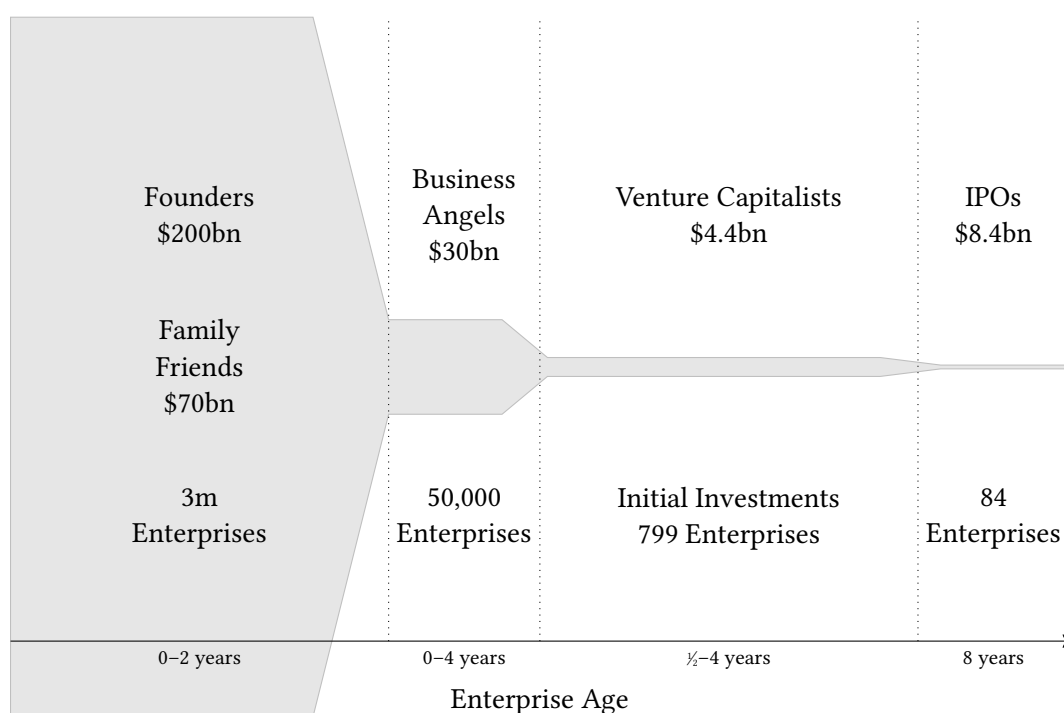 Founders
$200bn
Family
Friends
$70bn
3m
Enterprises
Business
Angels
$30bn
50,000
Enterprises
Venture Capitalists
$4.4bn
Initial Investments
799 Enterprises
IPOs
$8.4bn
84
Enterprises
0–2 years
0–4 years
½–4 years
8 years
Enterprise Age